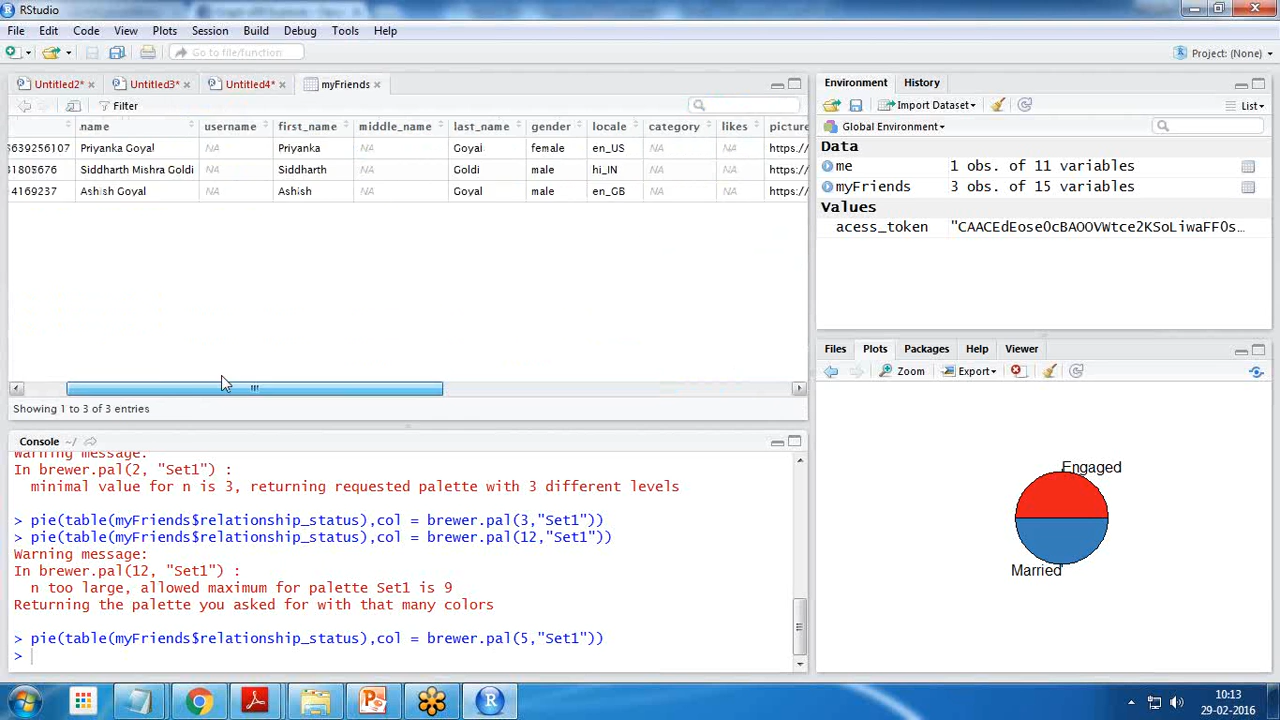 RStudio
File Edit Code View Plots Session Build Debug Tools Help
Go to file/function
Project: (None)
Untitled2* Untitled3* Untitled4* myFriends
Filter
name username first_name middle_name last_name gender locale category likes picture
8639256107 Priyanka Goyal NA Priyanka NA Goyal female en_US NA NA https://
31805676 Siddharth Mishra Goldi NA Siddharth NA Goldi male hi_IN NA NA https://
4169237 Ashish Goyal NA Ashish NA Goyal male en_GB NA NA https://
Showing 1 to 3 of 3 entries
Console ~/
Warning message:
In brewer.pal(2, "Set1") :
minimal value for n is 3, returning requested palette with 3 different levels
> pie(table(myFriends$relationship_status),col = brewer.pal(3,"Set1"))
> pie(table(myFriends$relationship_status),col = brewer.pal(12,"Set1"))
Warning message:
In brewer.pal(12, "Set1") :
n too large, allowed maximum for palette Set1 is 9
Returning the palette you asked for with that many colors
> pie(table(myFriends$relationship_status),col = brewer.pal(5,"Set1"))
>
Environment History
Import Dataset List
Global Environment
Data
me 1 obs. of 11 variables
myFriends 3 obs. of 15 variables
Values
acess_token "CAACEdEose0cBAOOVWtce2KSoLiwaFF0s…
Files Plots Packages Help Viewer
Zoom Export
Engaged
Married
10:13
29-02-2016